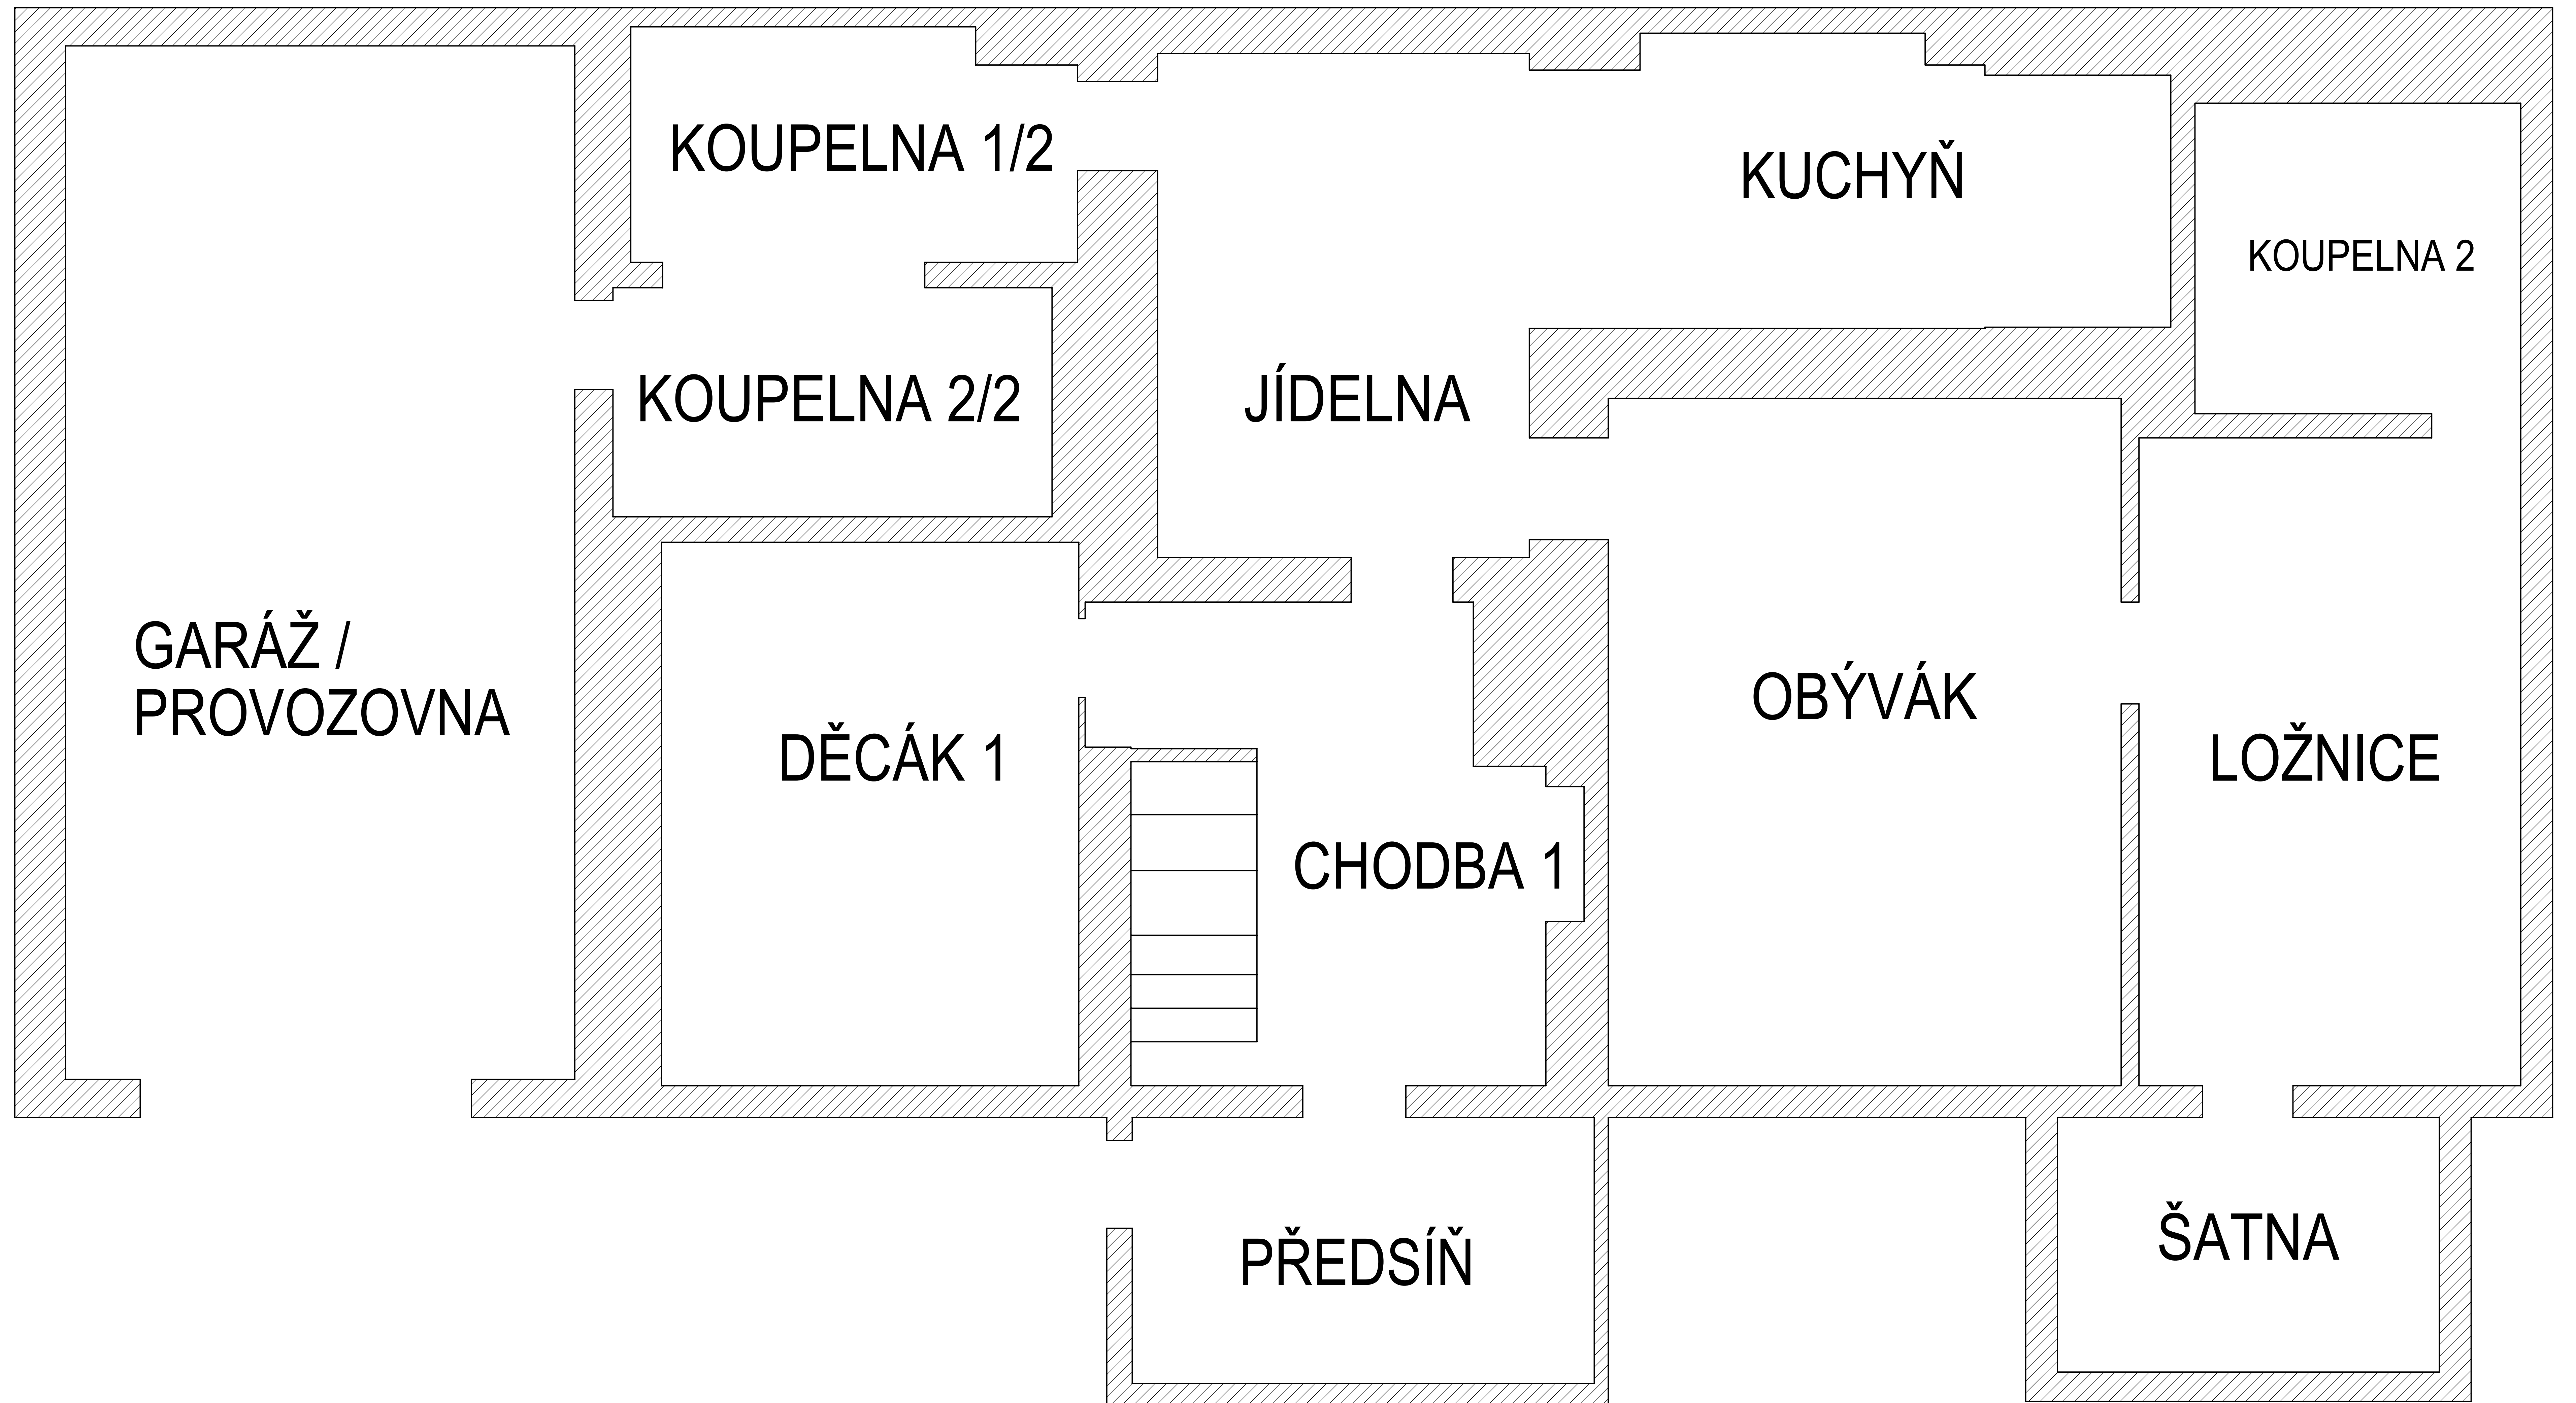 KOUPELNA 1/2
KUCHYŇ
KOUPELNA 2
KOUPELNA 2/2
JÍDELNA
GARÁŽ /
PROVOZOVNA
DĚCÁK 1
OBÝVÁK
LOŽNICE
CHODBA 1
PŘEDSÍŇ
ŠATNA